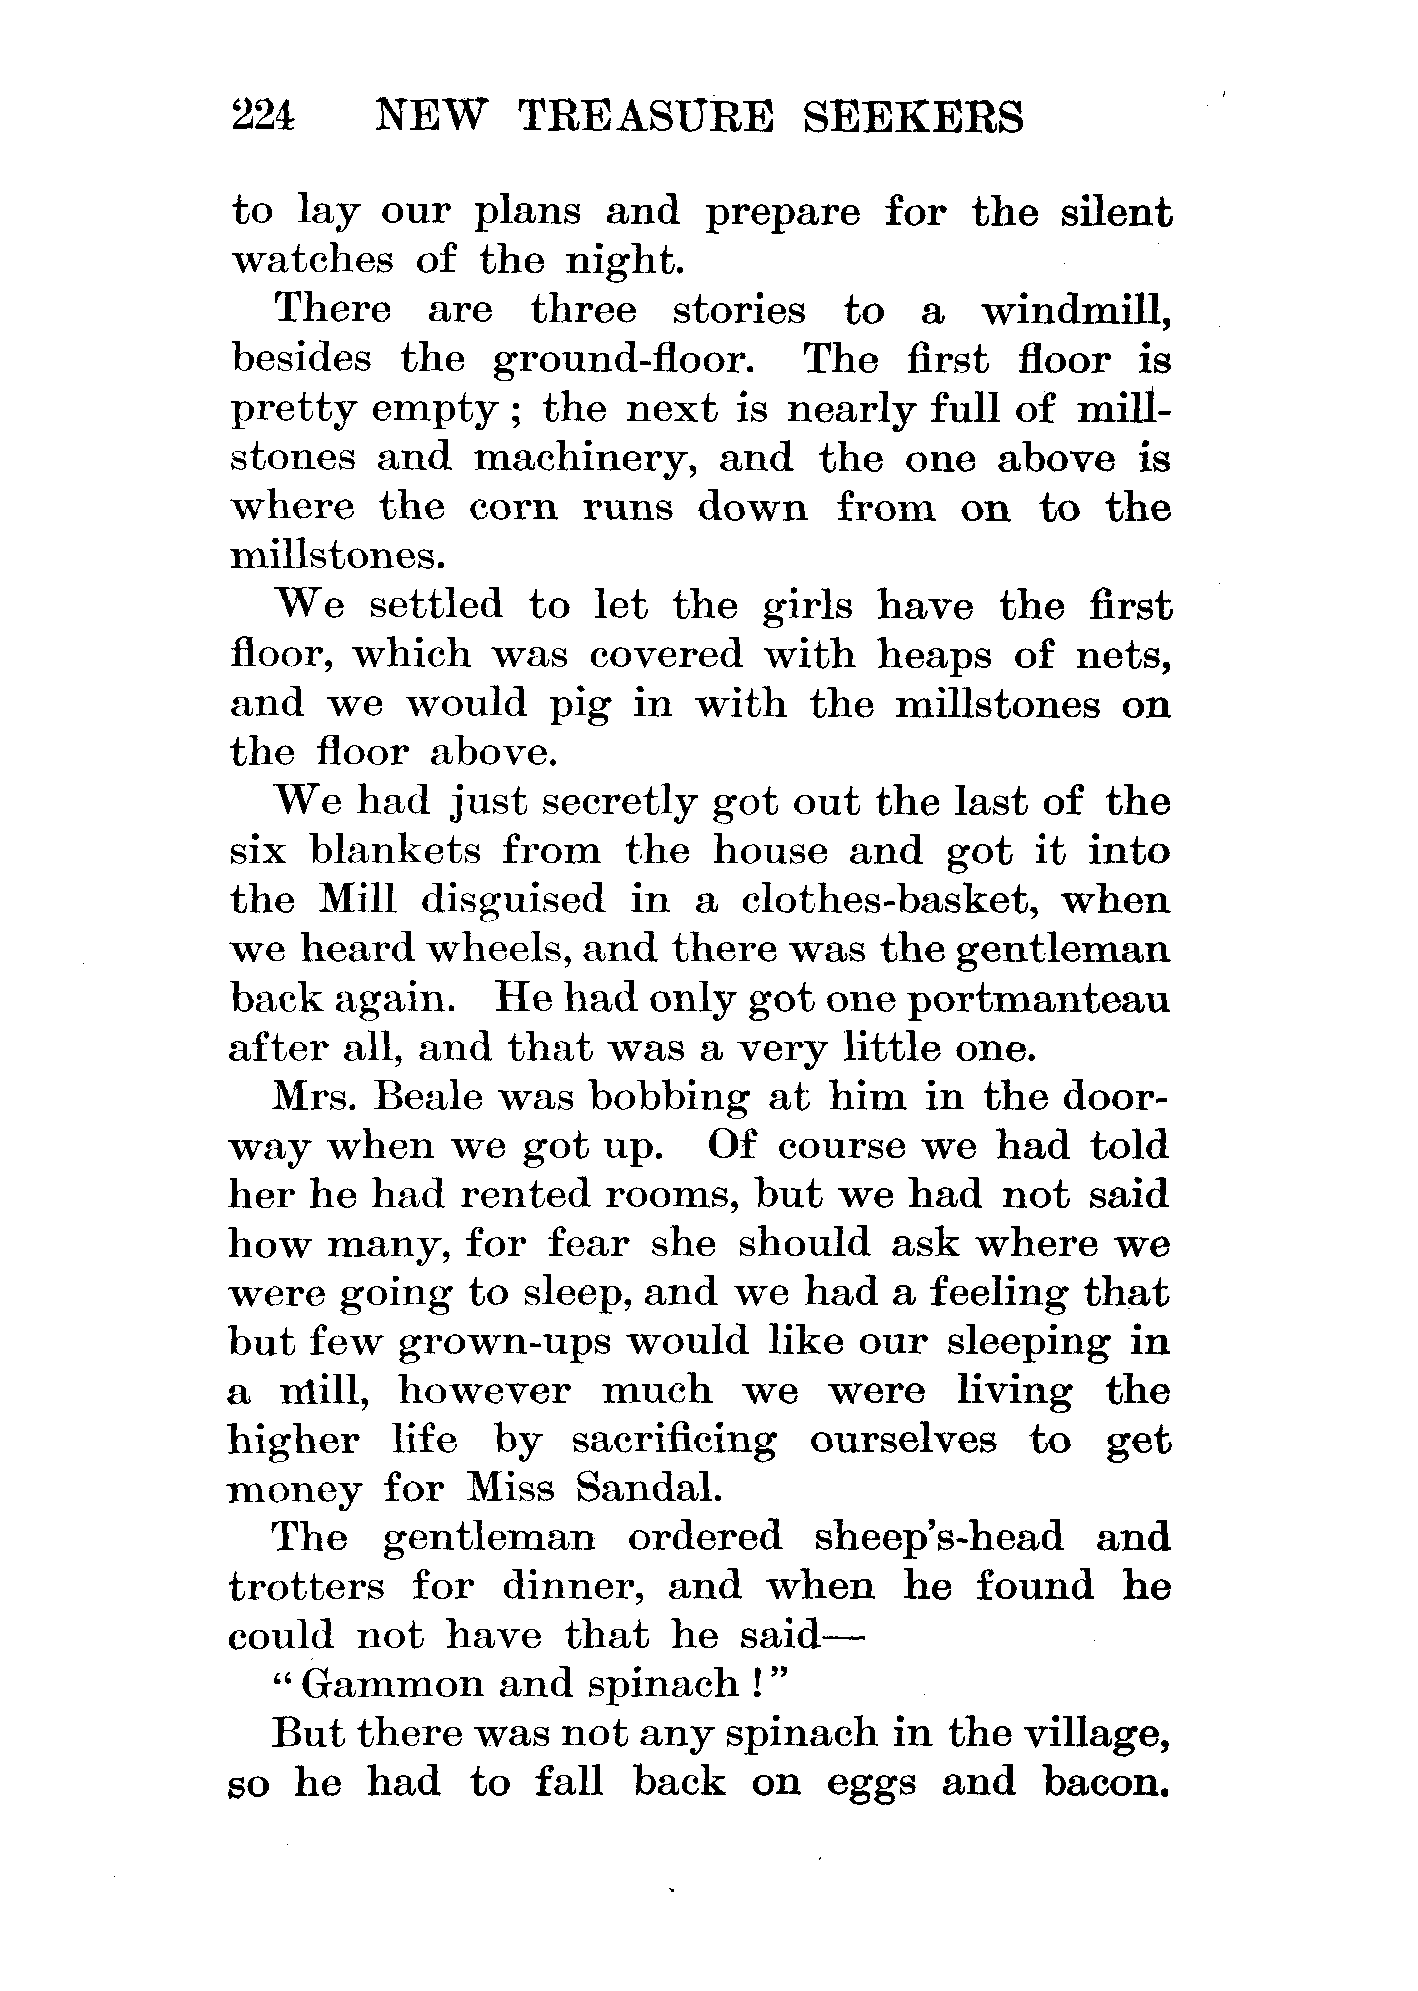 224 NEW TREASURE SEEKERS
to lay our plans and prepare for the silent
watches of the night.
There are three stories to a windmill,
besides the ground-floor. The first floor is
pretty empty ; the next is nearly full of mill-
stones and machinery, and the one above is
where the corn runs down from on to the
millstones.
We settled to let the girls have the first
floor, which was covered with heaps of nets,
and we would pig in with the millstones on
the floor above.
We had just secretly got out the last of the
six blankets from the house and got it into
the Mill disguised in a clothes-basket, when
we heard wheels, and there was the gentleman
back again. He had only got one portmanteau
after all, and that was a very little one.
Mrs. Beale was bobbing at him in the door-
way when we got up. Of course we had told
her he had rented rooms, but we had not said
how many, for fear she should ask where we
were going to sleep, and we had a feeling that
but few grown-ups would like our sleeping in
a mill, however much we were living the
higher life by sacrificing ourselves to get
money for Miss Sandal.
The gentleman ordered sheep's-head and
trotters for dinner, and when he found he
could not have that he said—
“ Gammon and spinach ! ”
But there was not any spinach in the village,
so he had to fall back on eggs and bacon.